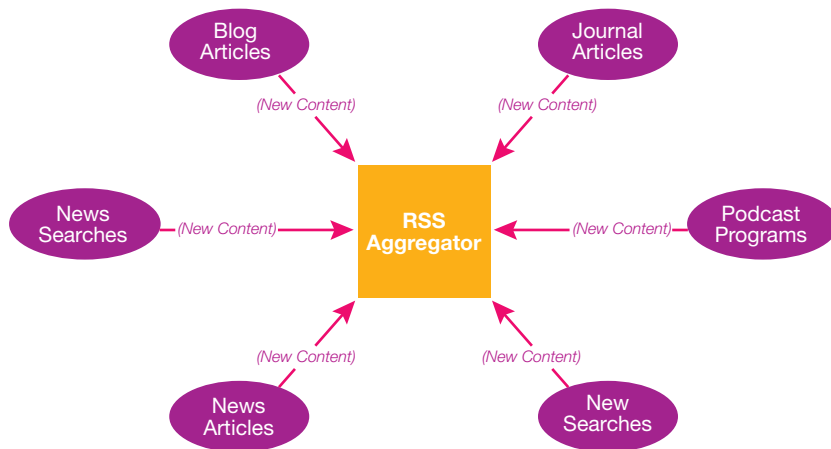 Blog
Articles
Journal
Articles
(New Content)
(New Content)
News
Searches
(New Content)
RSS
Aggregator
(New Content)
Podcast
Programs
(New Content)
(New Content)
News
Articles
New
Searches